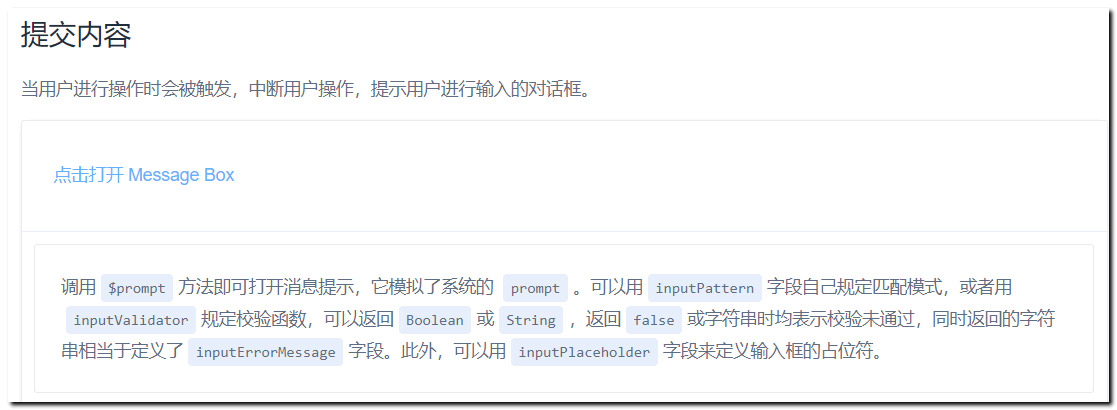 提交内容
当用户进行操作时会被触发，中断用户操作，提示用户进行输入的对话框。
点击打开 Message Box
调用 $prompt 方法即可打开消息提示，它模拟了系统的 prompt 。可以用 inputPattern 字段自己规定匹配模式，或者用
inputValidator 规定校验函数，可以返回 Boolean 或 String ，返回 false 或字符串时均表示校验未通过，同时返回的字符
串相当于定义了 inputErrorMessage 字段。此外，可以用 inputPlaceholder 字段来定义输入框的占位符。